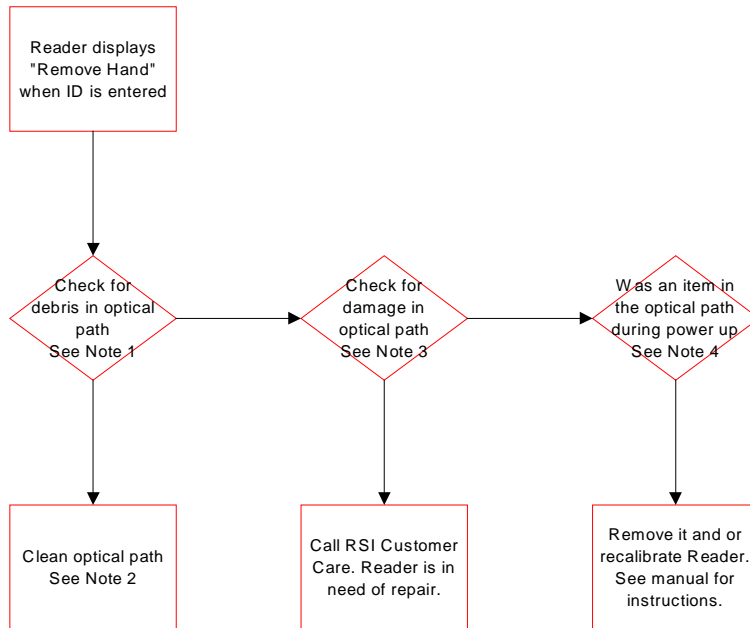 Reader displays
"Remove Hand"
when ID is entered
Check for
debris in optical
path
See Note 1
Check for
damage in
optical path
See Note 3
Was an item in
the optical path
during power up
See Note 4
Clean optical path
See Note 2
Call RSI Customer
Care. Reader is in
need of repair.
Remove it and or
recalibrate Reader.
See manual for
instructions.